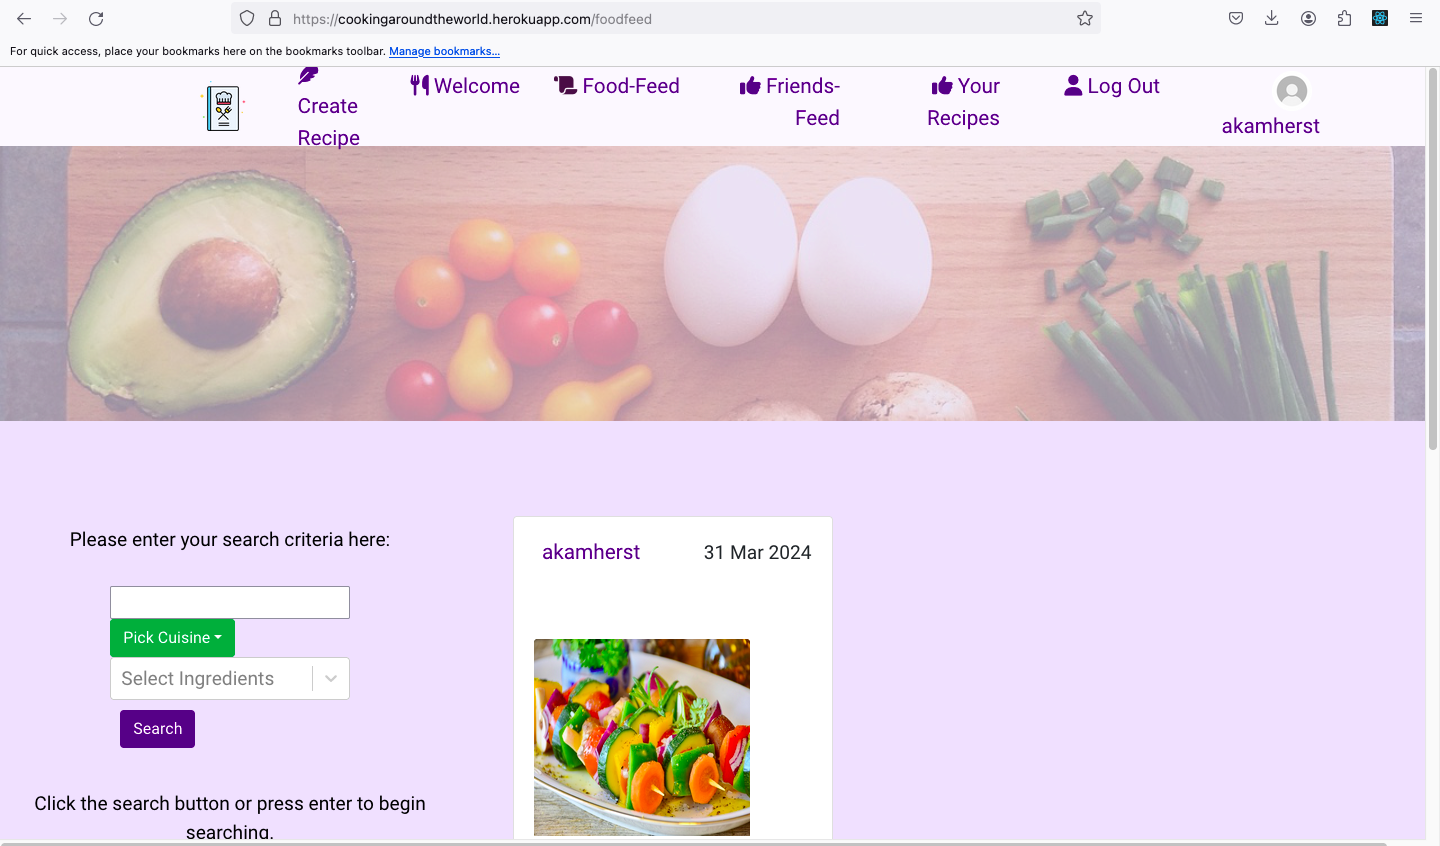 https://cookingaroundtheworld.herokuapp.com/foodfeed
For quick access, place your bookmarks here on the bookmarks toolbar. Manage bookmarks...
Create
Recipe
Welcome
Food-Feed
Friends-
Feed
Your
Recipes
Log Out
akamherst
Please enter your search criteria here:
Pick Cuisine
Select Ingredients
Search
Click the search button or press enter to begin
searching.
akamherst
31 Mar 2024